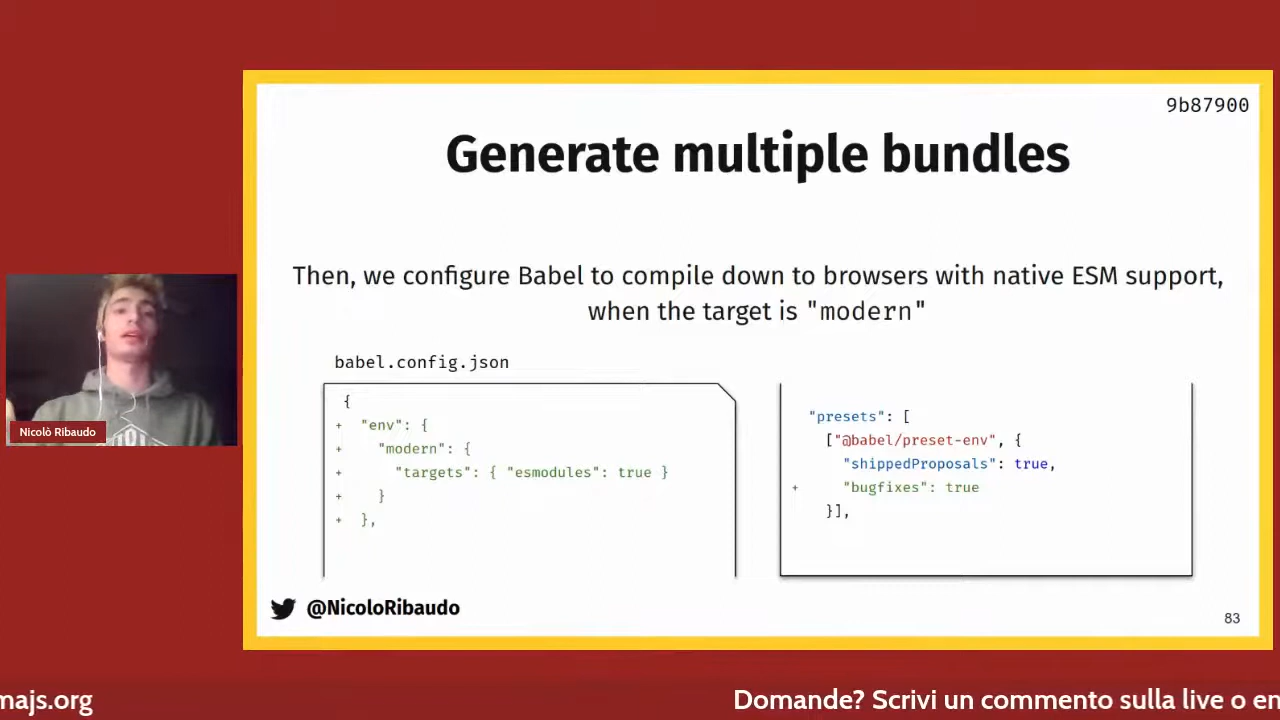 9b87900
Generate multiple bundles
Then, we configure Babel to compile down to browsers with native ESM support,
when the target is "modern"
babel.config.json
{
+ "env": {
+ "modern": {
+ "targets": { "esmodules": true }
+ }
+ },
"presets": [
["@babel/preset-env", {
"shippedProposals": true,
+ "bugfixes": true
}],
Nicolò Ribaudo
@NicoloRibaudo
83
majs.org
Domande? Scrivi un commento sulla live o en